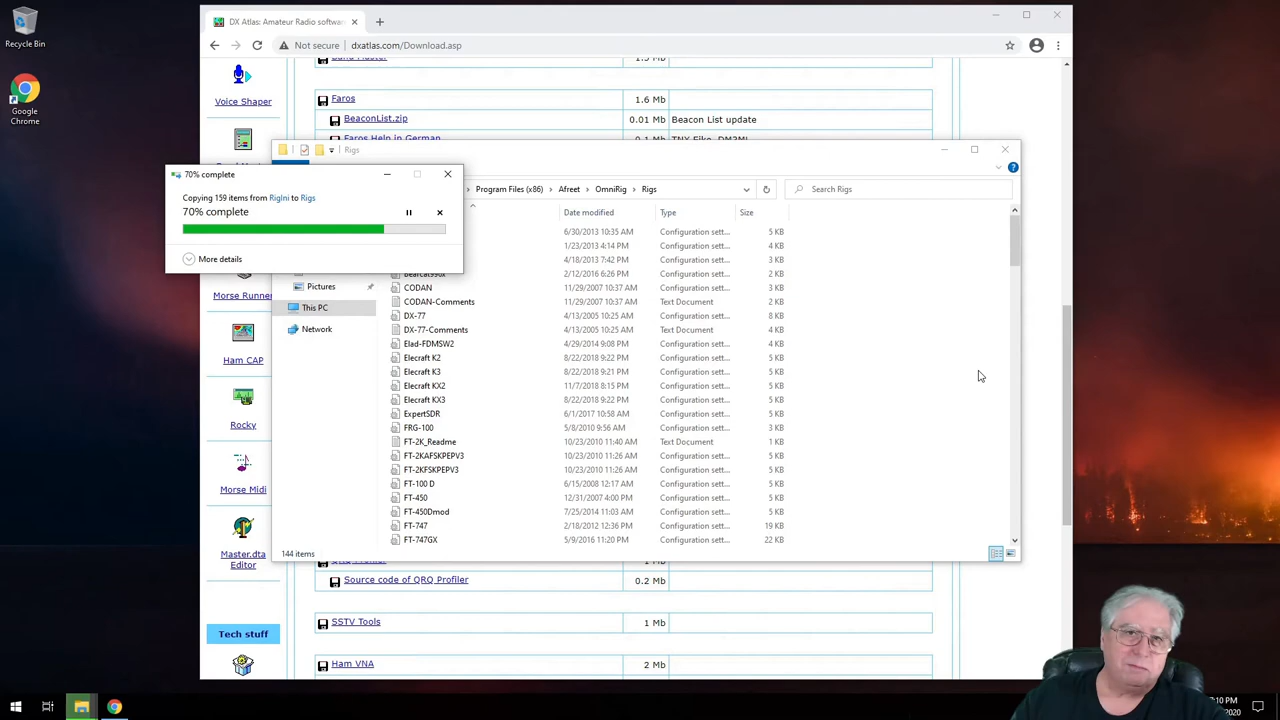 Recycle Bin
Google
Chrome
DX Atlas: Amateur Radio softwar
Not secure
dxatlas.com/Download.asp
Voice Shaper
1.5 Mb
Faros
1.6 Mb
BeaconList.zip
0.01 Mb
Beacon List update
Faros Help in German
Rigs
70% complete
Copying 159 items from RigIni to Rigs
70% complete
More details
Program Files (x86)
Afreet
OmniRig
Rigs
Search Rigs
Date modified
Type
Size
6/30/2013 10:35 AM Configuration sett... 5 KB
1/23/2013 4:14 PM Configuration sett... 4 KB
4/18/2013 7:42 PM Configuration sett... 3 KB
2/12/2016 6:26 PM Configuration sett... 2 KB
CODAN 11/29/2007 10:37 AM Configuration sett... 2 KB
CODAN-Comments 11/29/2007 10:37 AM Text Document 2 KB
DX-77 4/13/2005 10:25 AM Configuration sett... 8 KB
DX-77-Comments 4/13/2005 10:25 AM Text Document 4 KB
Elad-FDMSW2 4/29/2014 9:08 PM Configuration sett... 4 KB
Elecraft K2 8/22/2018 9:22 PM Configuration sett... 5 KB
Elecraft K3 8/22/2018 9:21 PM Configuration sett... 5 KB
Elecraft KX2 11/7/2018 8:15 PM Configuration sett... 5 KB
Elecraft KX3 8/22/2018 9:22 PM Configuration sett... 5 KB
ExpertSDR 6/1/2017 10:58 AM Configuration sett... 5 KB
FRG-100 5/8/2010 9:56 AM Configuration sett... 3 KB
FT-2K_Readme 10/23/2010 11:40 AM Text Document 1 KB
FT-2KAFSKPEPV3 10/23/2010 11:26 AM Configuration sett... 5 KB
FT-2KFSKPEPV3 10/23/2010 11:26 AM Configuration sett... 5 KB
FT-100 D 6/15/2008 12:17 AM Configuration sett... 5 KB
FT-450 12/31/2007 4:00 PM Configuration sett... 5 KB
FT-450Dmod 7/25/2014 11:03 AM Configuration sett... 5 KB
FT-747 2/18/2012 12:36 PM Configuration sett... 19 KB
FT-747GX 5/9/2016 11:20 PM Configuration sett... 22 KB
Pictures
This PC
Network
144 items
Morse Runner
Ham CAP
Rocky
Morse Midi
Master.dta
Editor
Tech stuff
QRQ Profiler
1 Mb
Source code of QRQ Profiler
0.2 Mb
SSTV Tools
1 Mb
Ham VNA
2 Mb